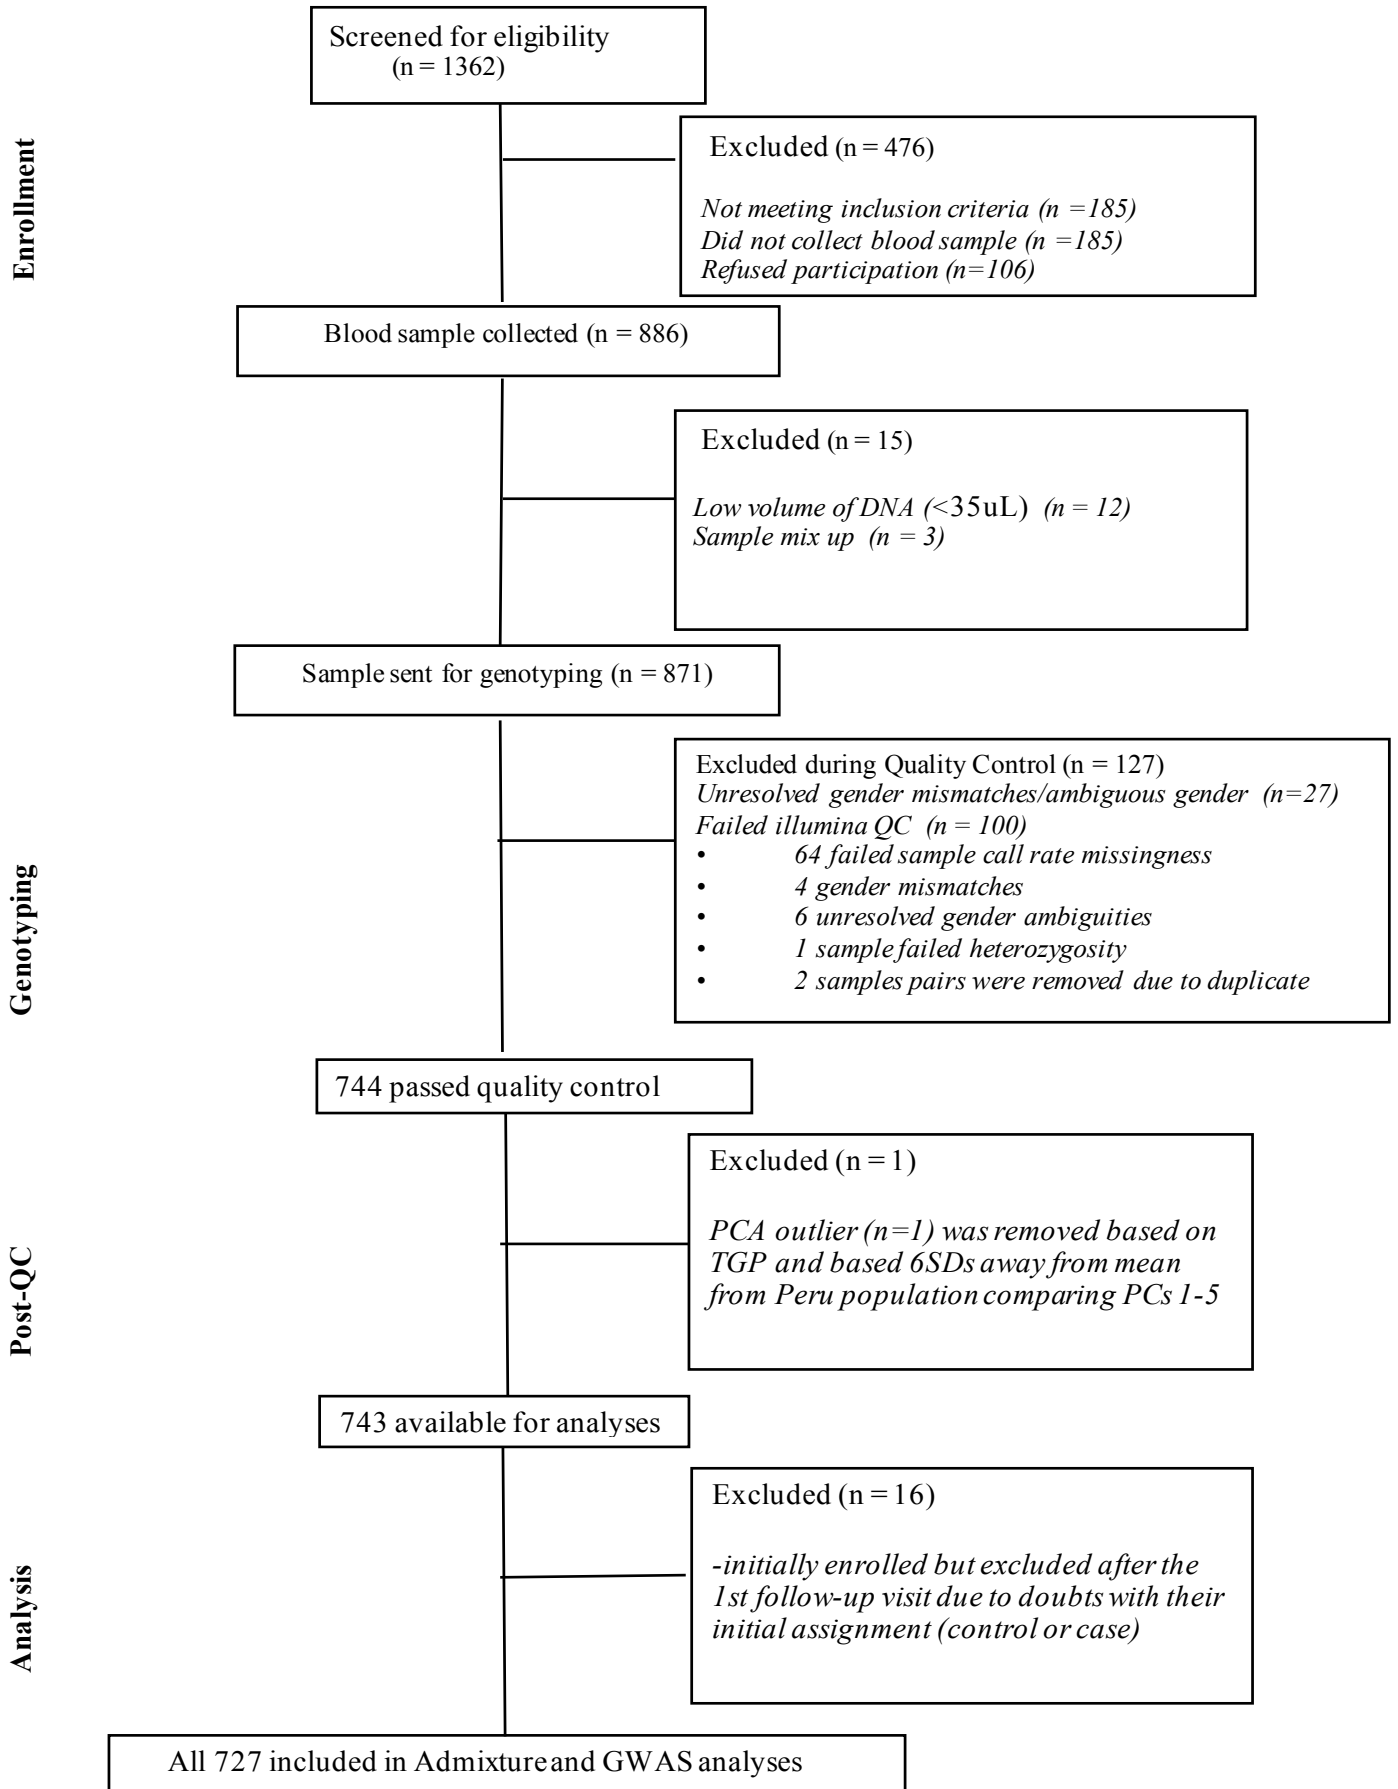 Screened for eligibility
(n = 1362)
Enrollment
Excluded (n = 476)
Not meeting inclusion criteria (n =185)
Did not collect blood sample (n =185)
Refused participation (n=106)
Blood sample collected (n = 886)
Excluded (n = 15)
Low volume of DNA (<35uL) (n = 12)
Sample mix up (n = 3)
Sample sent for genotyping (n = 871)
Genotyping
Excluded during Quality Control (n = 127)
Unresolved gender mismatches/ambiguous gender (n=27)
Failed illumina QC (n = 100)
• 64 failed sample call rate missingness
• 4 gender mismatches
• 6 unresolved gender ambiguities
• 1 sample failed heterozygosity
• 2 samples pairs were removed due to duplicate
744 passed quality control
Post-QC
Excluded (n = 1)
PCA outlier (n=1) was removed based on
TGP and based 6SDs away from mean
from Peru population comparing PCs 1-5
743 available for analyses
Analysis
Excluded (n = 16)
-initially enrolled but excluded after the
1st follow-up visit due to doubts with their
initial assignment (control or case)
All 727 included in Admixture and GWAS analyses